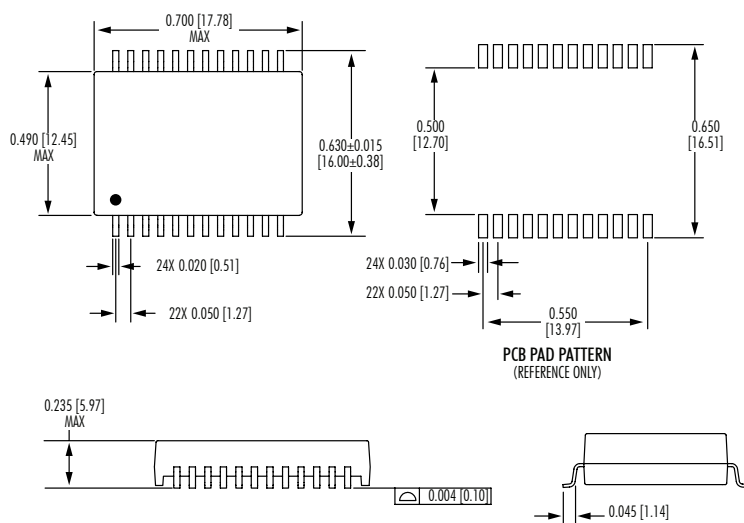 0.700 [17.78]
MAX
0.490 [12.45]
MAX
0.630±0.015
[16.00±0.38]
24X 0.020 [0.51]
22X 0.050 [1.27]
0.500
[12.70]
0.650
[16.51]
24X 0.030 [0.76]
22X 0.050 [1.27]
0.550
[13.97]
PCB PAD PATTERN
(REFERENCE ONLY)
0.235 [5.97]
MAX
0.004 [0.10]
0.045 [1.14]